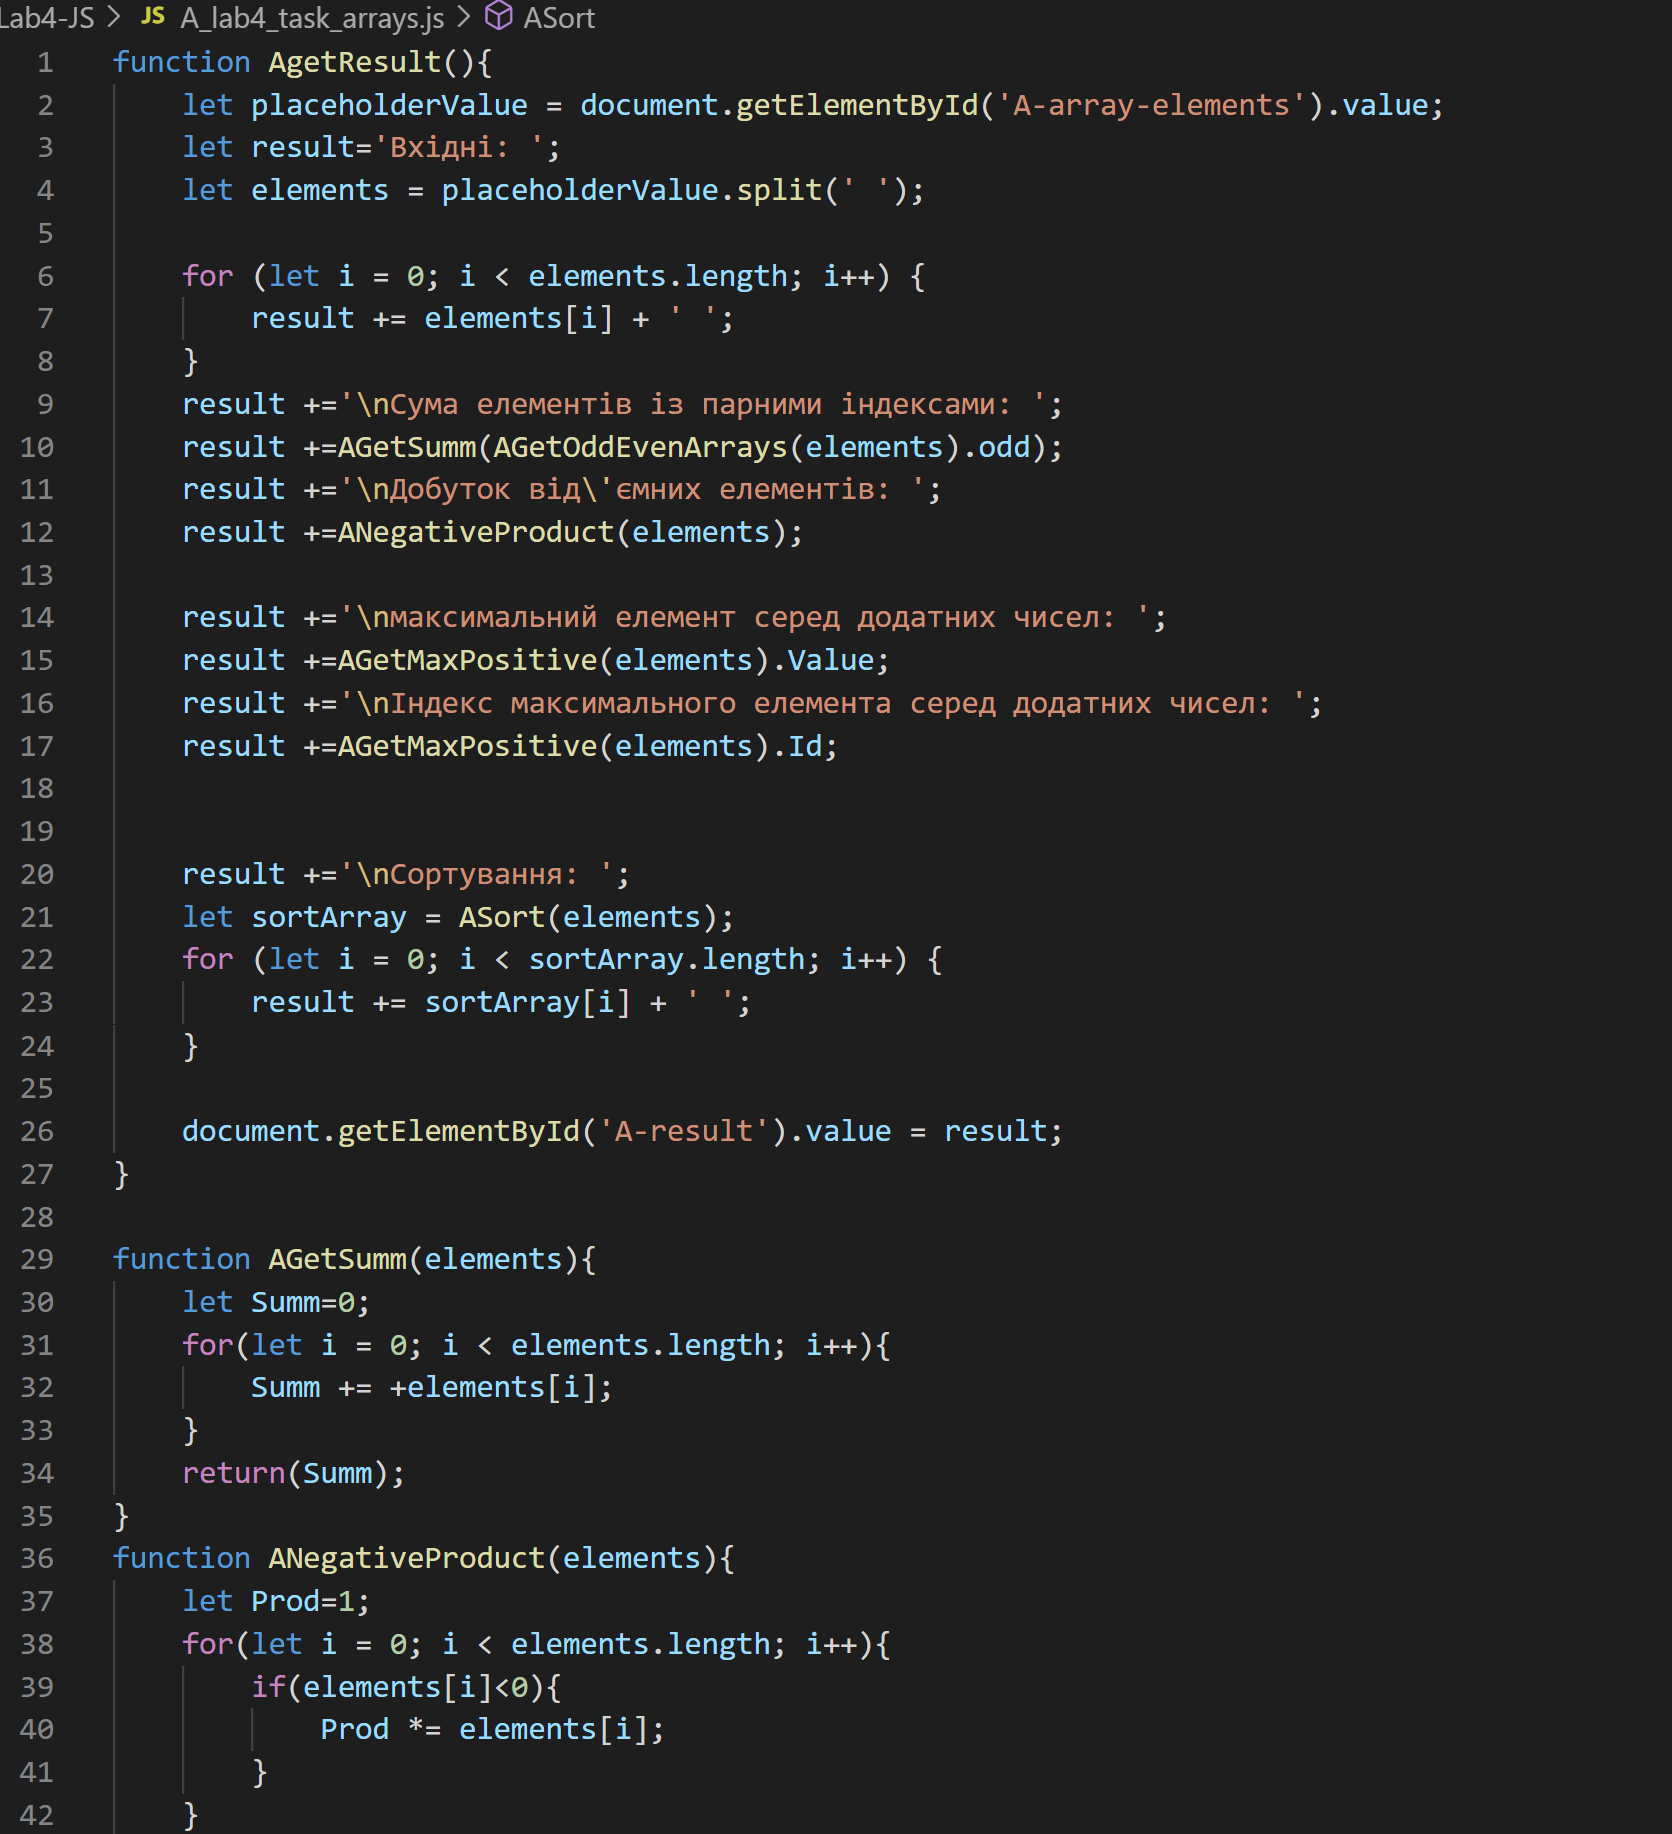 Lab4-JS > JS A_lab4_task_arrays.js > ASort
1 function AgetResult(){
2     let placeholderValue = document.getElementById('A-array-elements').value;
3     let result='Вхідні: ';
4     let elements = placeholderValue.split(' ');
5
6     for (let i = 0; i < elements.length; i++) {
7         result += elements[i] + ' ';
8     }
9     result +='\nСума елементів із парними індексами: ';
10     result +=AGetSumm(AGetOddEvenArrays(elements).odd);
11     result +='\nДобуток від\'ємних елементів: ';
12     result +=ANegativeProduct(elements);
13
14     result +='\nмаксимальний елемент серед додатних чисел: ';
15     result +=AGetMaxPositive(elements).Value;
16     result +='\nІндекс максимального елемента серед додатних чисел: ';
17     result +=AGetMaxPositive(elements).Id;
18
19
20     result +='\nСортування: ';
21     let sortArray = ASort(elements);
22     for (let i = 0; i < sortArray.length; i++) {
23         result += sortArray[i] + ' ';
24     }
25
26     document.getElementById('A-result').value = result;
27 }
28
29 function AGetSumm(elements){
30     let Summ=0;
31     for(let i = 0; i < elements.length; i++){
32         Summ += +elements[i];
33     }
34     return(Summ);
35 }
36 function ANegativeProduct(elements){
37     let Prod=1;
38     for(let i = 0; i < elements.length; i++){
39         if(elements[i]<0){
40             Prod *= elements[i];
41         }
42     }